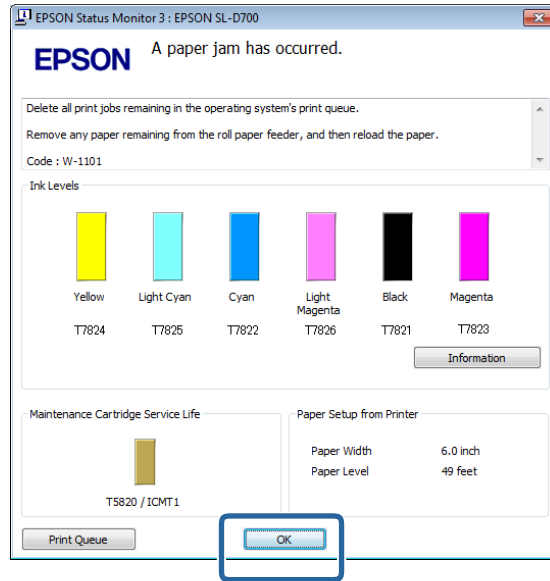 EPSON Status Monitor 3 : EPSON SL-D700
EPSON
A paper jam has occurred.
Delete all print jobs remaining in the operating system's print queue.
Remove any paper remaining from the roll paper feeder, and then reload the paper.
Code : W-1101
Ink Levels
Yellow Light Cyan Cyan Light Magenta Black Magenta
T7824 T7825 T7822 T7826 T7821 T7823
Information
Maintenance Cartridge Service Life
T5820 / ICMT1
Paper Setup from Printer
Paper Width 6.0 inch
Paper Level 49 feet
Print Queue
OK